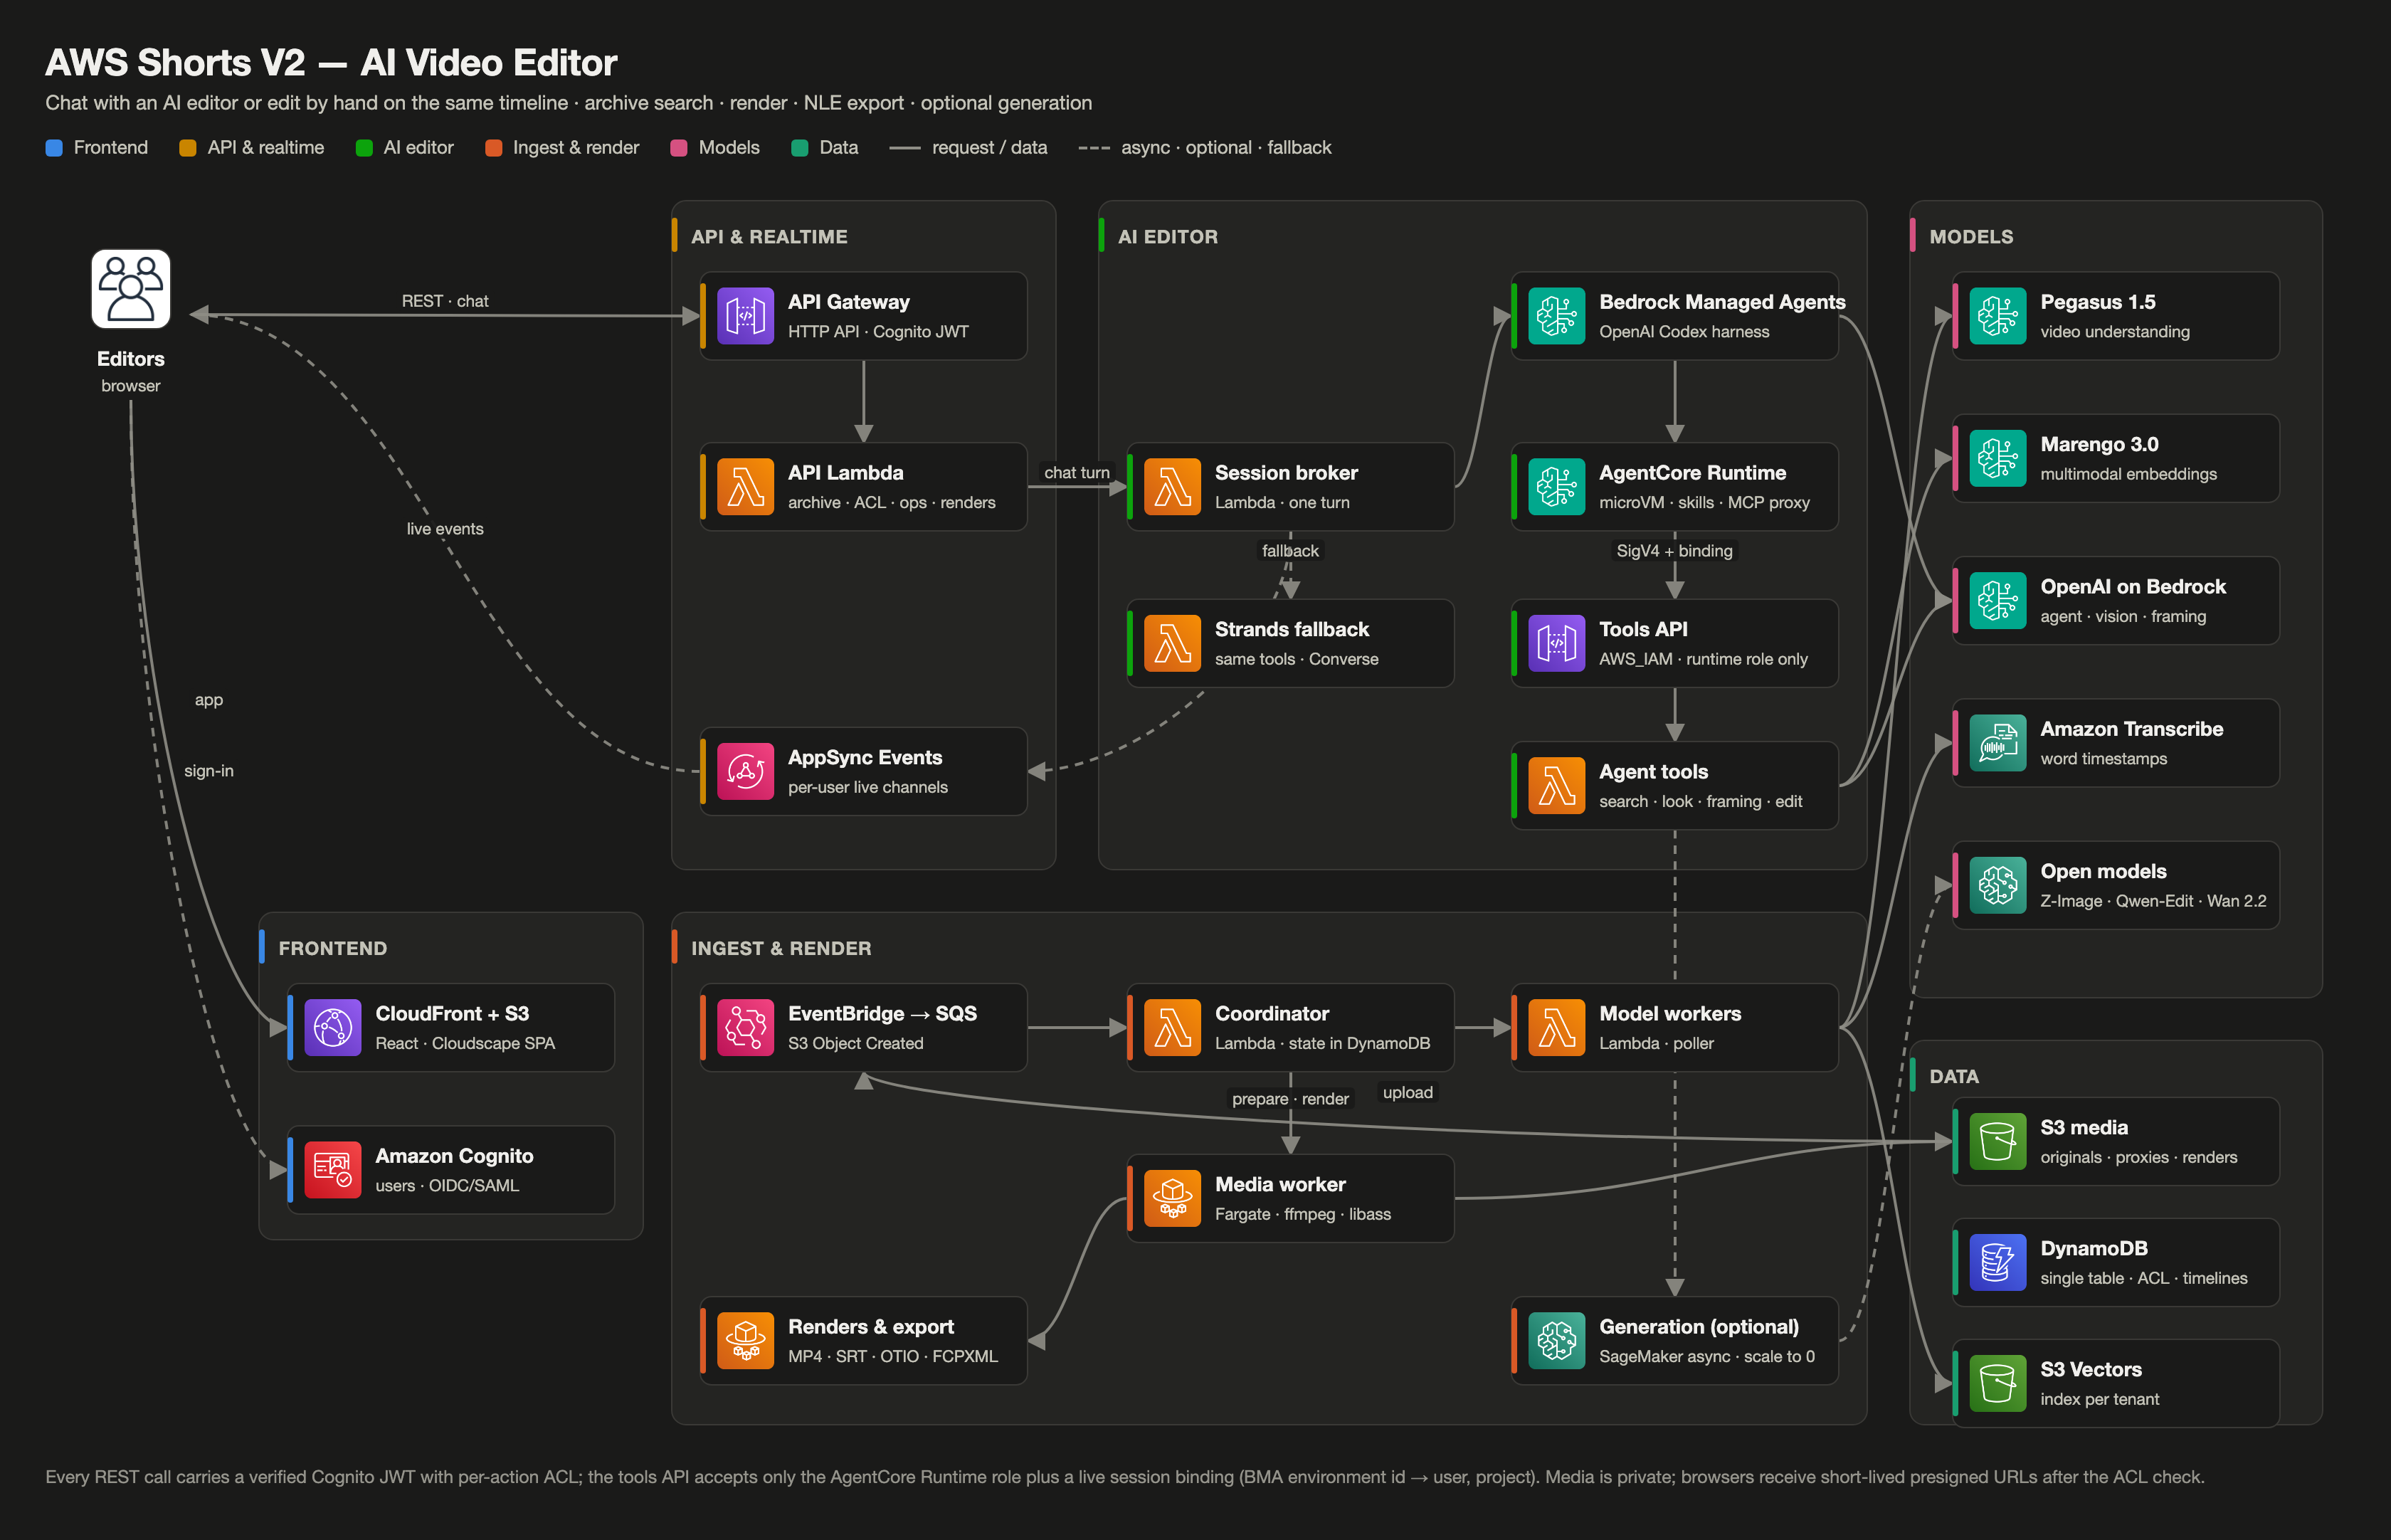 AWS Shorts V2 — AI Video Editor
Chat with an AI editor or edit by hand on the same timeline · archive search · render · NLE export · optional generation
Frontend
API & realtime
AI editor
Ingest & render
Models
Data
request / data
async · optional · fallback
Editors
browser
REST · chat
live events
app
sign-in
API & REALTIME
API Gateway
HTTP API · Cognito JWT
API Lambda
archive · ACL · ops · renders
AppSync Events
per-user live channels
chat turn
AI EDITOR
Session broker
Lambda · one turn
fallback
Strands fallback
same tools · Converse
Bedrock Managed Agents
OpenAI Codex harness
AgentCore Runtime
microVM · skills · MCP proxy
SigV4 + binding
Tools API
AWS_IAM · runtime role only
Agent tools
search · look · framing · edit
MODELS
Pegasus 1.5
video understanding
Marengo 3.0
multimodal embeddings
OpenAI on Bedrock
agent · vision · framing
Amazon Transcribe
word timestamps
Open models
Z-Image · Qwen-Edit · Wan 2.2
FRONTEND
CloudFront + S3
React · Cloudscape SPA
Amazon Cognito
users · OIDC/SAML
INGEST & RENDER
EventBridge → SQS
S3 Object Created
Coordinator
Lambda · state in DynamoDB
Model workers
Lambda · poller
prepare · render
upload
Media worker
Fargate · ffmpeg · libass
Renders & export
MP4 · SRT · OTIO · FCPXML
Generation (optional)
SageMaker async · scale to 0
DATA
S3 media
originals · proxies · renders
DynamoDB
single table · ACL · timelines
S3 Vectors
index per tenant
Every REST call carries a verified Cognito JWT with per-action ACL; the tools API accepts only the AgentCore Runtime role plus a live session binding (BMA environment id → user, project). Media is private; browsers receive short-lived presigned URLs after the ACL check.